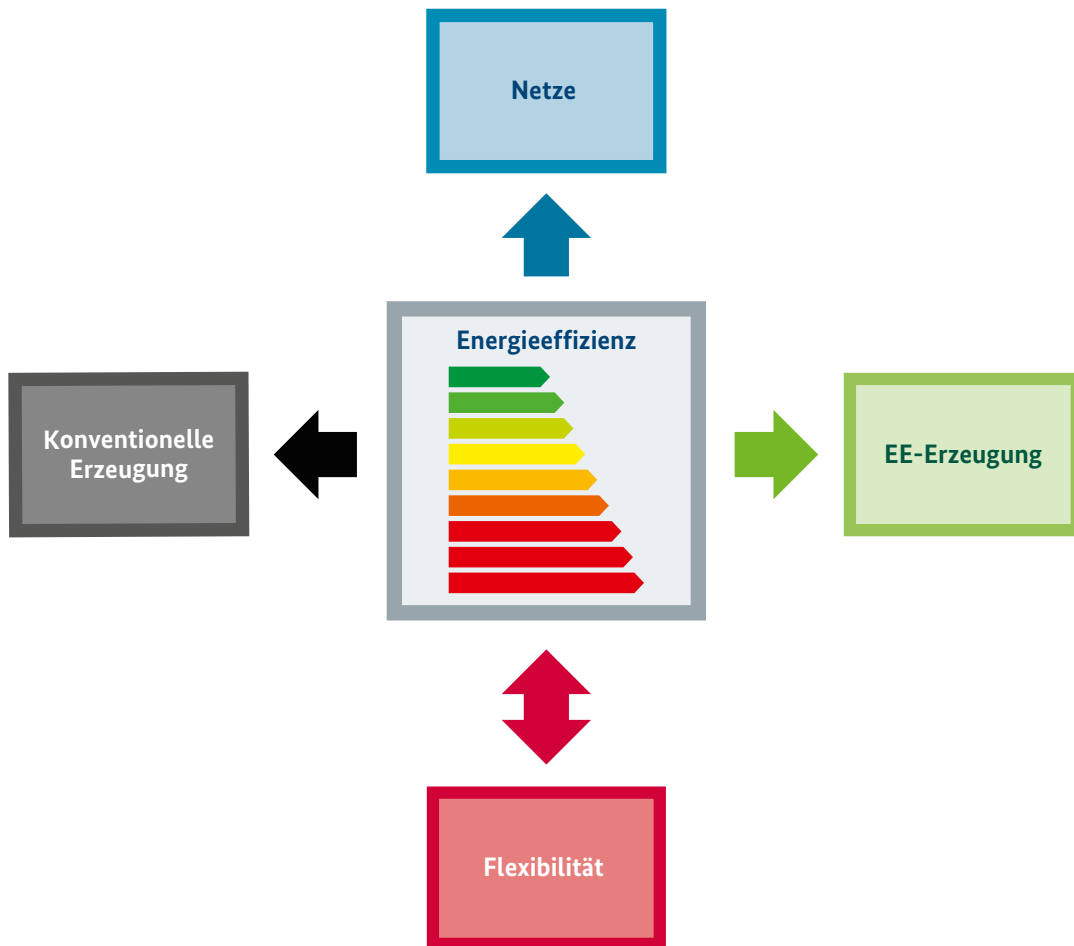 Netze
Energieeffizienz
Konventionelle
Erzeugung
EE-Erzeugung
Flexibilität